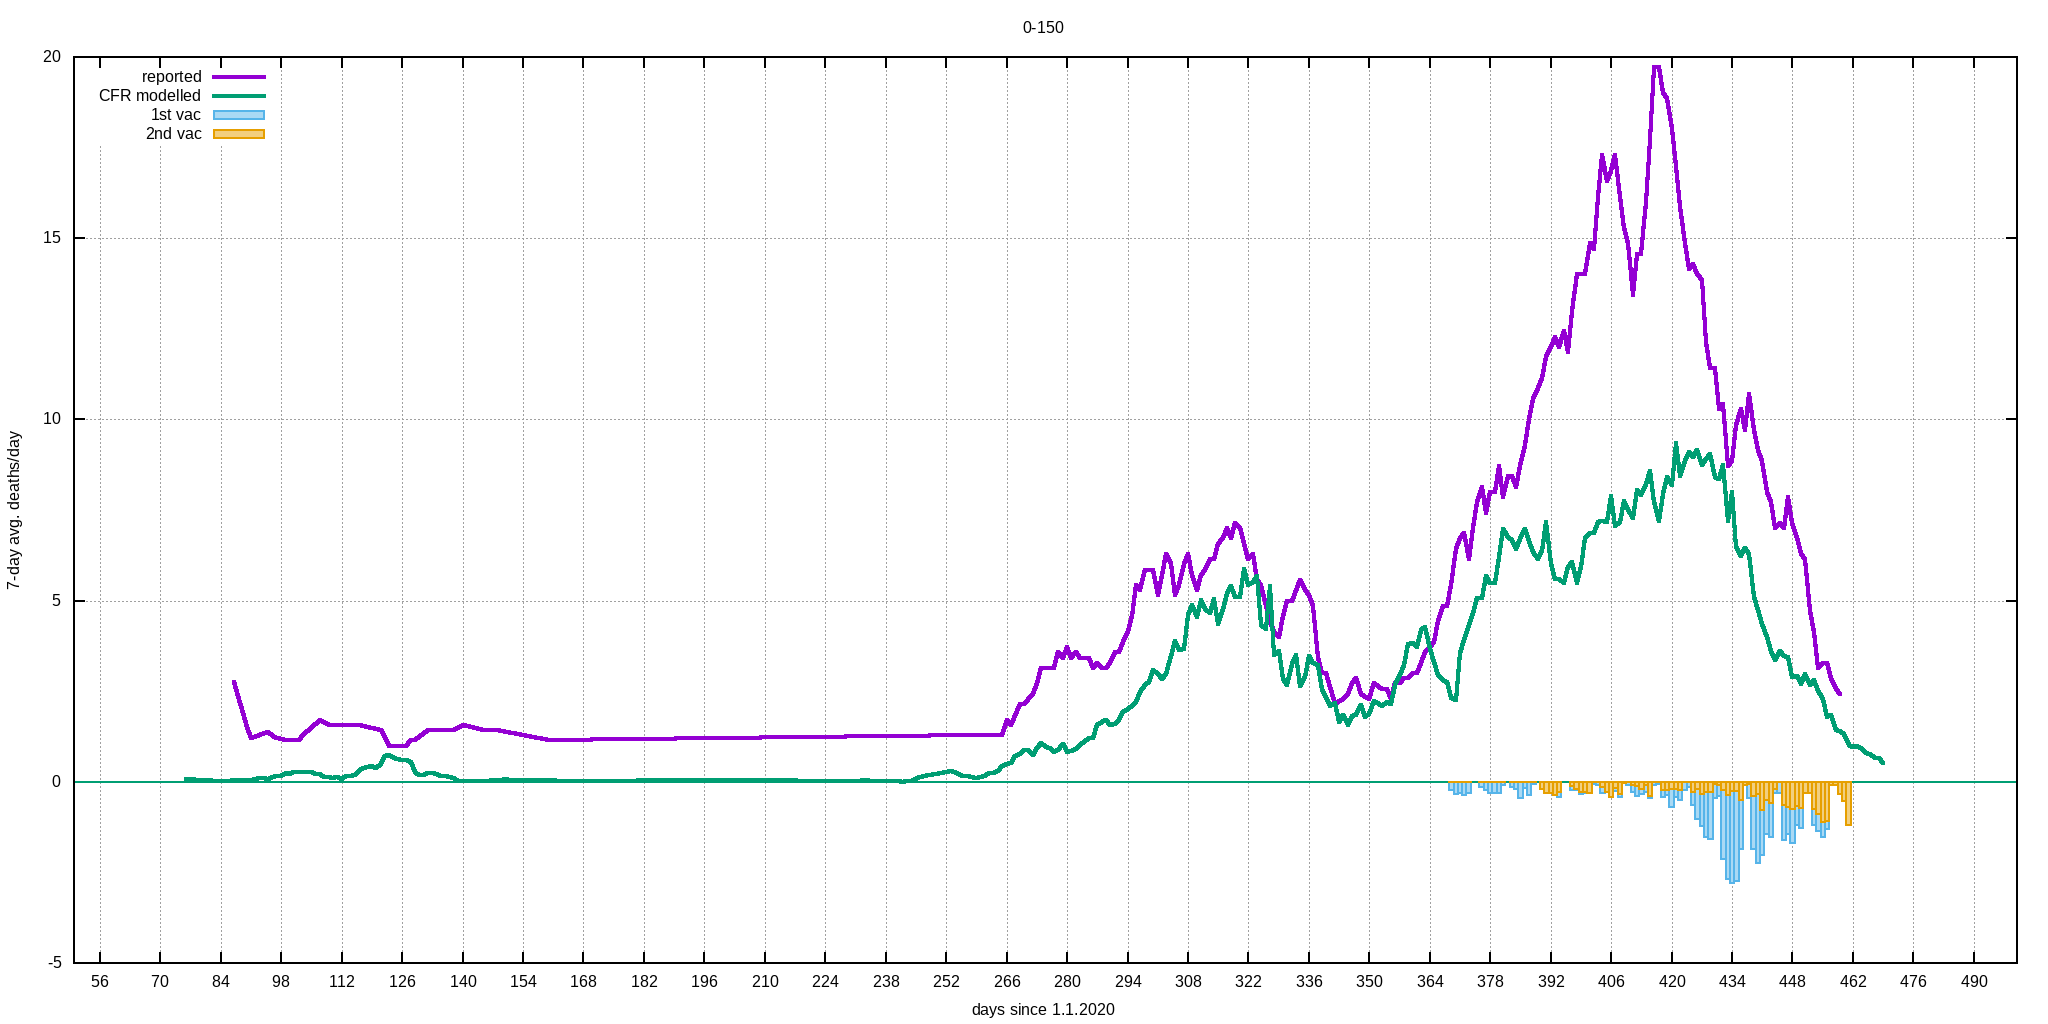 0-150
reported
CFR modelled
1st vac
2nd vac
20
15
10
5
0
-5
7-day avg. deaths/day
56 70 84 98 112 126 140 154 168 182 196 210 224 238 252 266 280 294 308 322 336 350 364 378 392 406 420 434 448 462 476 490
days since 1.1.2020